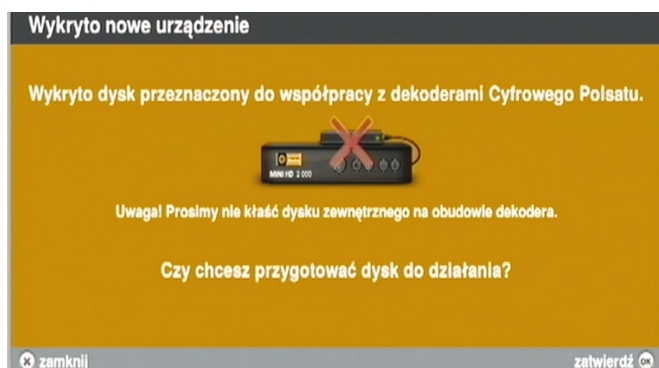 Wykryto nowe urządzenie
Wykryto dysk przeznaczony do współpracy z dekoderami Cyfrowego Polsatu.
MINI HD 2000
Uwaga! Prosimy nie kłaść dysku zewnętrznego na obudowie dekodera.
Czy chcesz przygotować dysk do działania?
X zamknij
zatwierdź OK